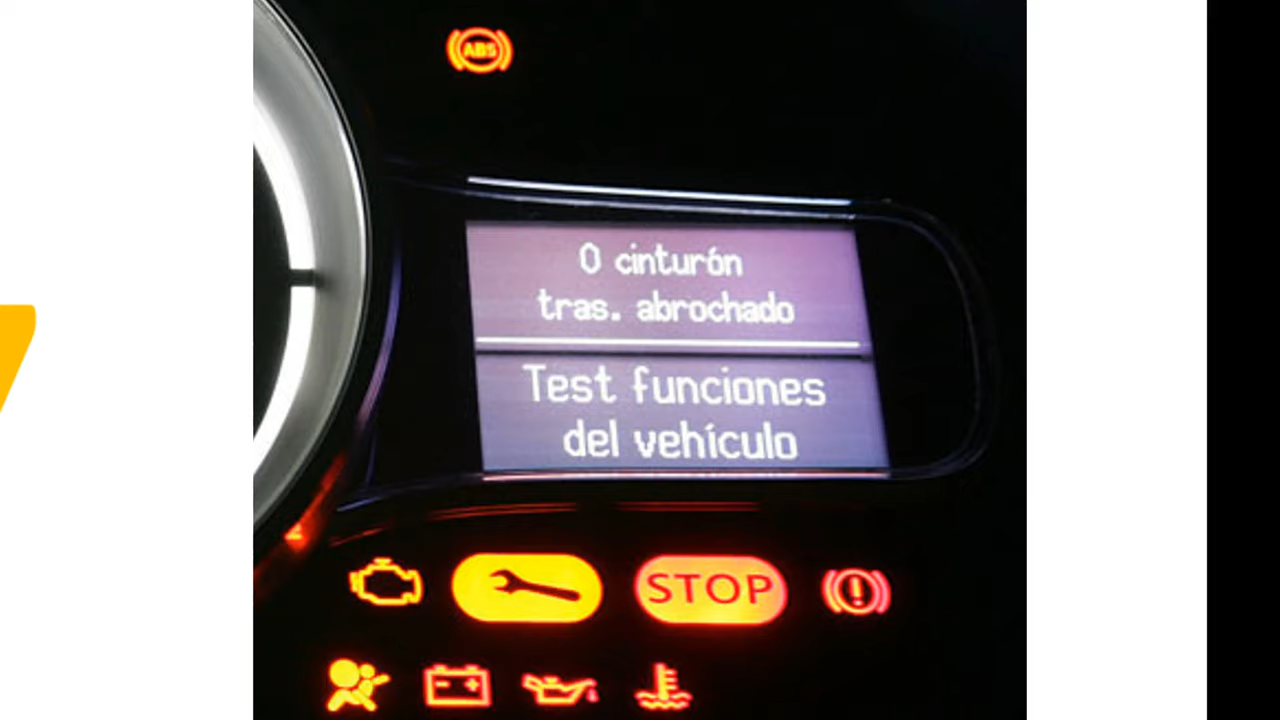 ABS
0 cinturón
tras. abrochado
Test funciones
del vehículo
STOP